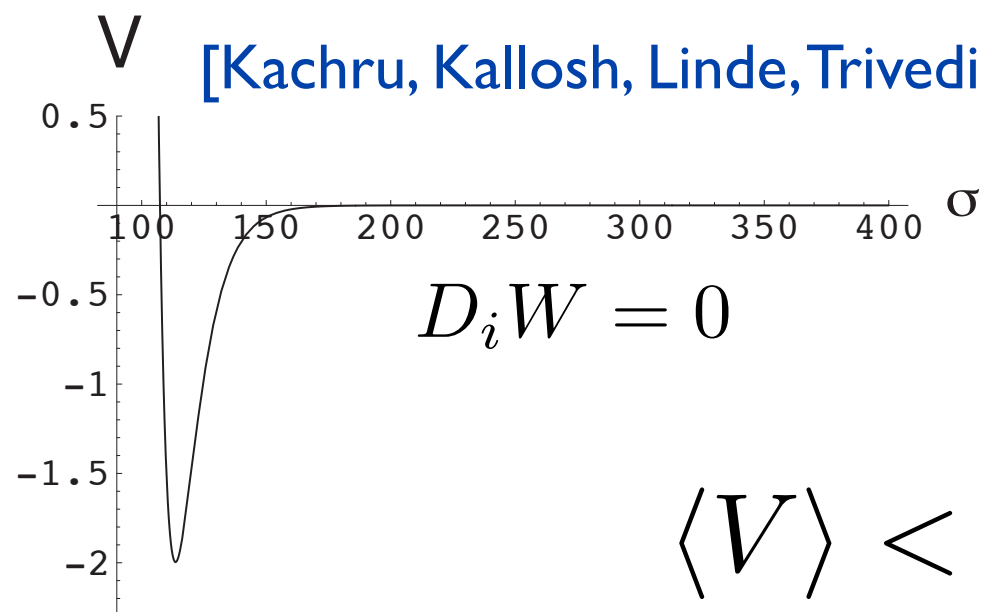 V
[Kachru, Kallosh, Linde, Trivedi
0.5
σ
100 150 200 250 300 350 400
-0.5
D_iW = 0
-1
-1.5
⟨V⟩ <
-2